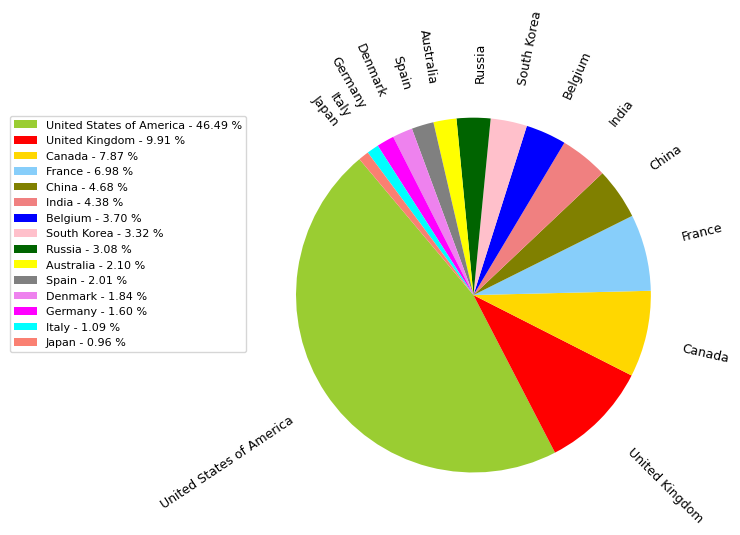 United States of America - 46.49 %
United Kingdom - 9.91 %
Canada - 7.87 %
France - 6.98 %
China - 4.68 %
India - 4.38 %
Belgium - 3.70 %
South Korea - 3.32 %
Russia - 3.08 %
Australia - 2.10 %
Spain - 2.01 %
Denmark - 1.84 %
Germany - 1.60 %
Italy - 1.09 %
Japan - 0.96 %
Japan
Italy
Germany
Denmark
Spain
Australia
Russia
South Korea
Belgium
India
China
France
Canada
United Kingdom
United States of America